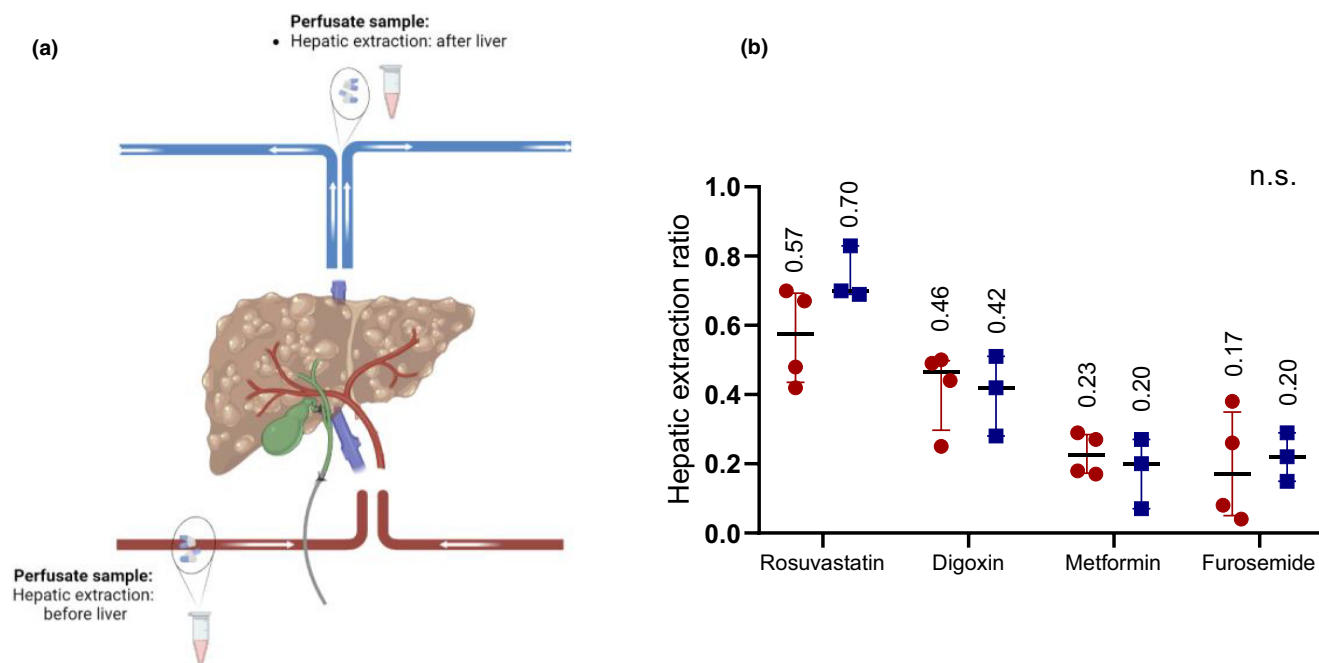 (a)
Perfusate sample:
• Hepatic extraction: after liver
Perfusate sample:
Hepatic extraction:
before liver
(b)
n.s.
Hepatic extraction ratio
1.0
0.8
0.6
0.4
0.2
0.0
0.57
0.70
0.46
0.42
0.23
0.20
0.17
0.20
Rosuvastatin
Digoxin
Metformin
Furosemide